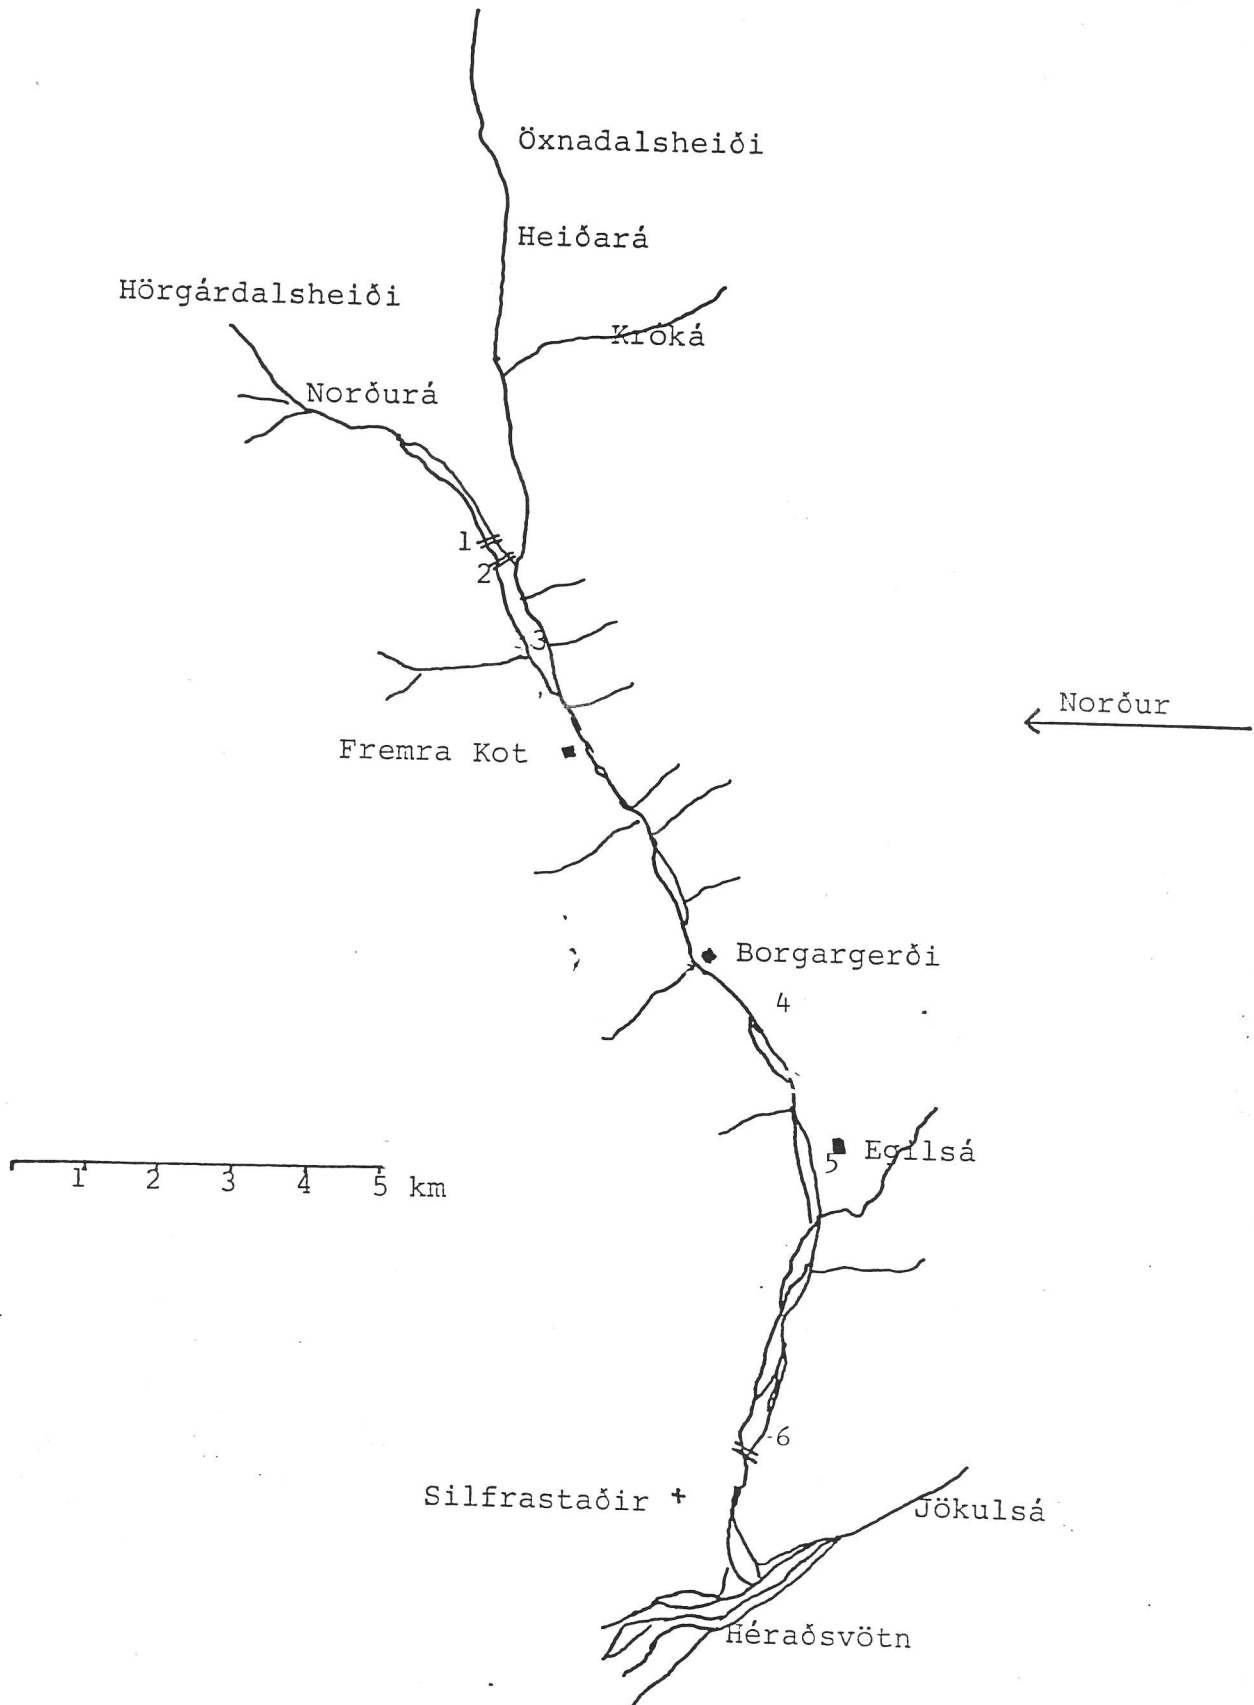 Öxnadalsheiði
Heiðará
Hörgárdalsheiði
Króká
Norðurá
1
2
3
Norður
Fremra Kot
Borgargerði
4
Egilsá
5
1 2 3 4 5 km
6
Silfrastaðir
Jökulsá
Héraðsvötn